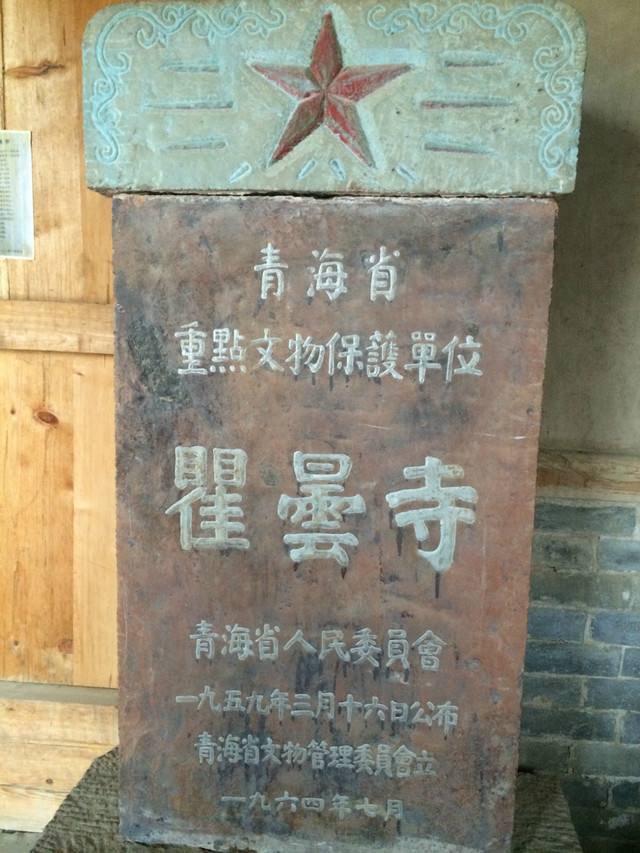 青海省
重點文物保護單位
瞿曇寺
青海省人民委員會
一九五九年三月十六日公布
青海省文物管理委員會立
一九六四年七月